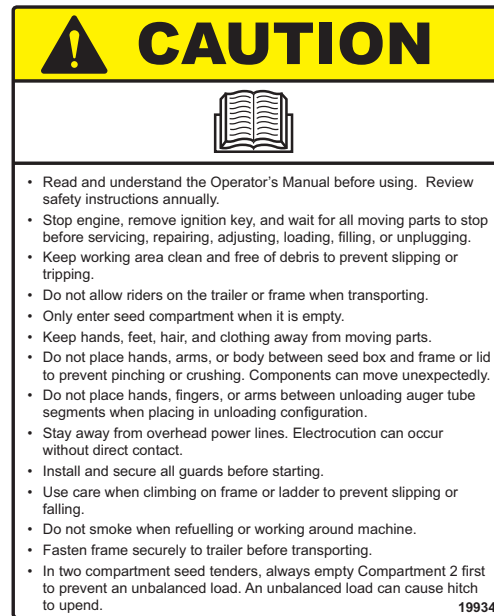 CAUTION
• Read and understand the Operator's Manual before using.  Review
safety instructions annually.
• Stop engine, remove ignition key, and wait for all moving parts to stop
before servicing, repairing, adjusting, loading, filling, or unplugging.
• Keep working area clean and free of debris to prevent slipping or
tripping.
• Do not allow riders on the trailer or frame when transporting.
• Only enter seed compartment when it is empty.
• Keep hands, feet, hair, and clothing away from moving parts.
• Do not place hands, arms, or body between seed box and frame or lid
to prevent pinching or crushing. Components can move unexpectedly.
• Do not place hands, fingers, or arms between unloading auger tube
segments when placing in unloading configuration.
• Stay away from overhead power lines. Electrocution can occur
without direct contact.
• Install and secure all guards before starting.
• Use care when climbing on frame or ladder to prevent slipping or
falling.
• Do not smoke when refuelling or working around machine.
• Fasten frame securely to trailer before transporting.
• In two compartment seed tenders, always empty Compartment 2 first
to prevent an unbalanced load. An unbalanced load can cause hitch
to upend.
19934